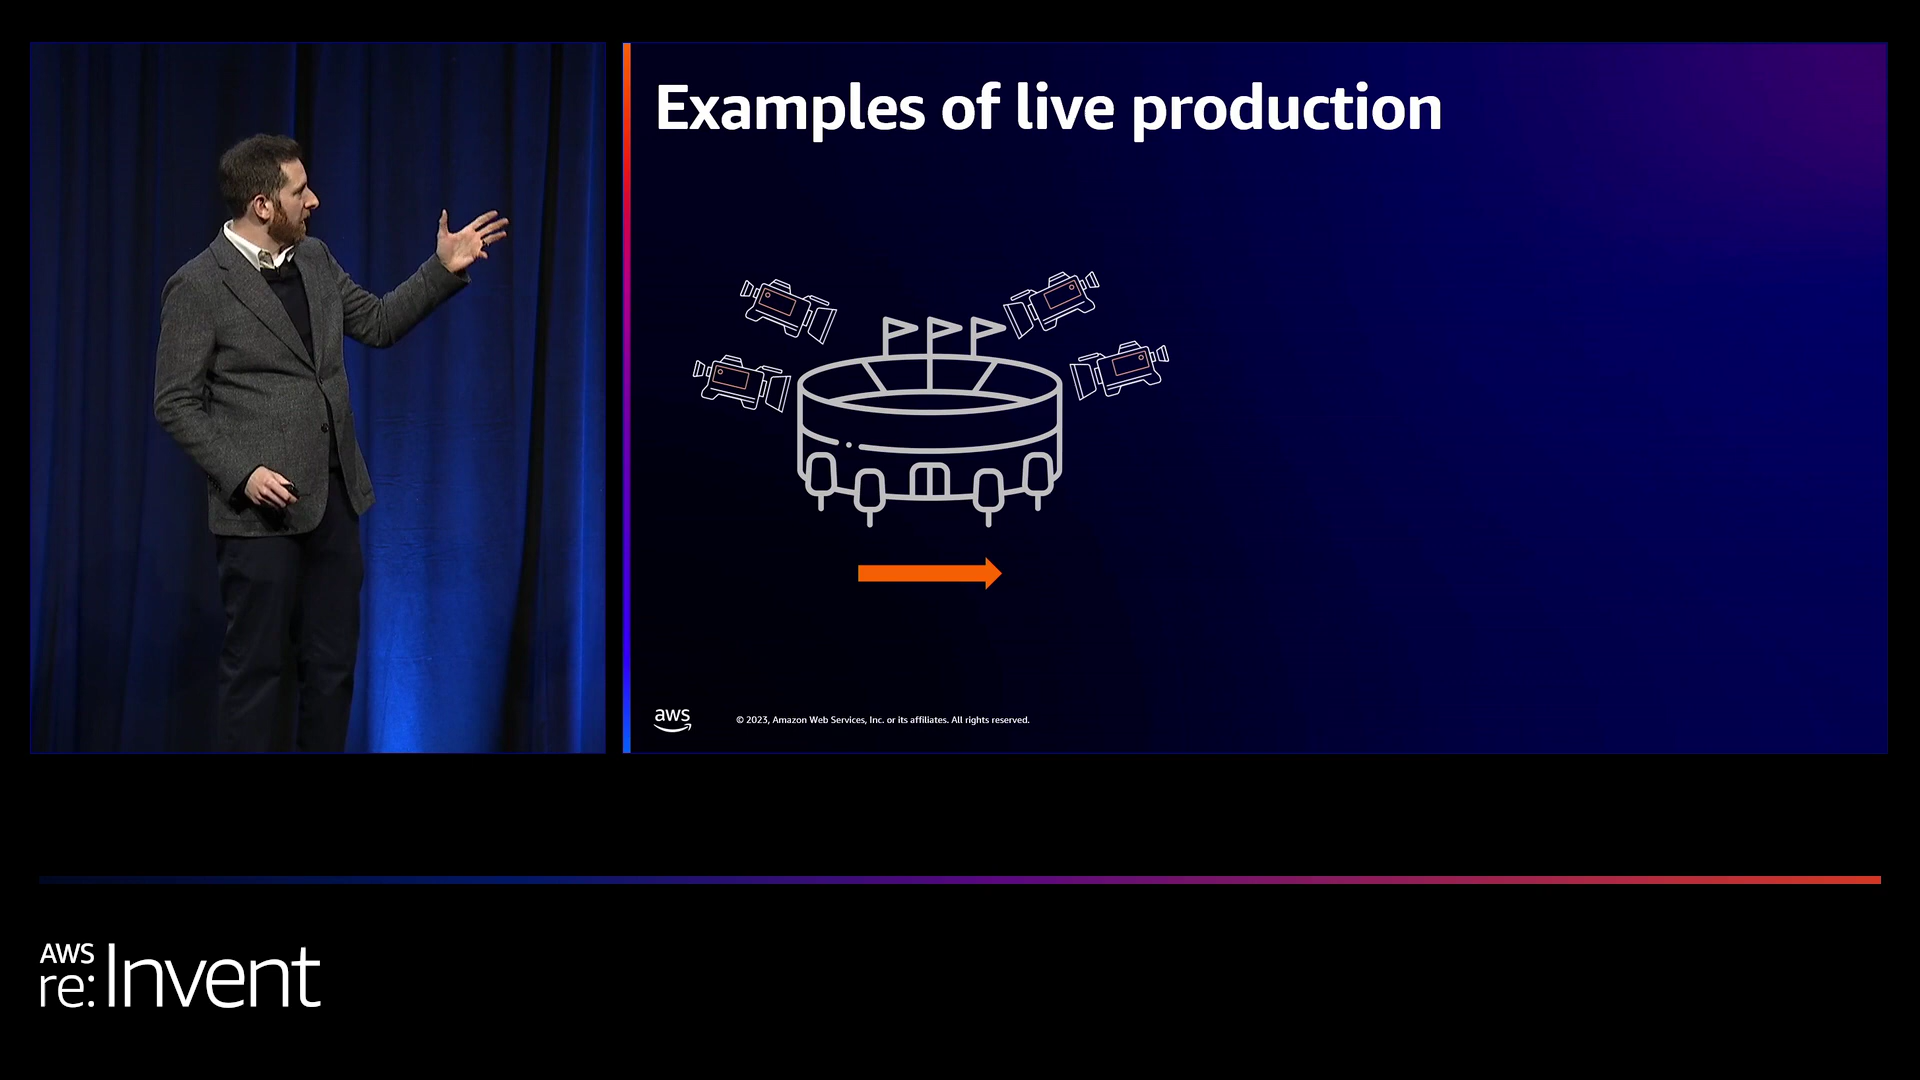 Examples of live production
aws
© 2023, Amazon Web Services, Inc. or its affiliates. All rights reserved.
AWS
re:Invent